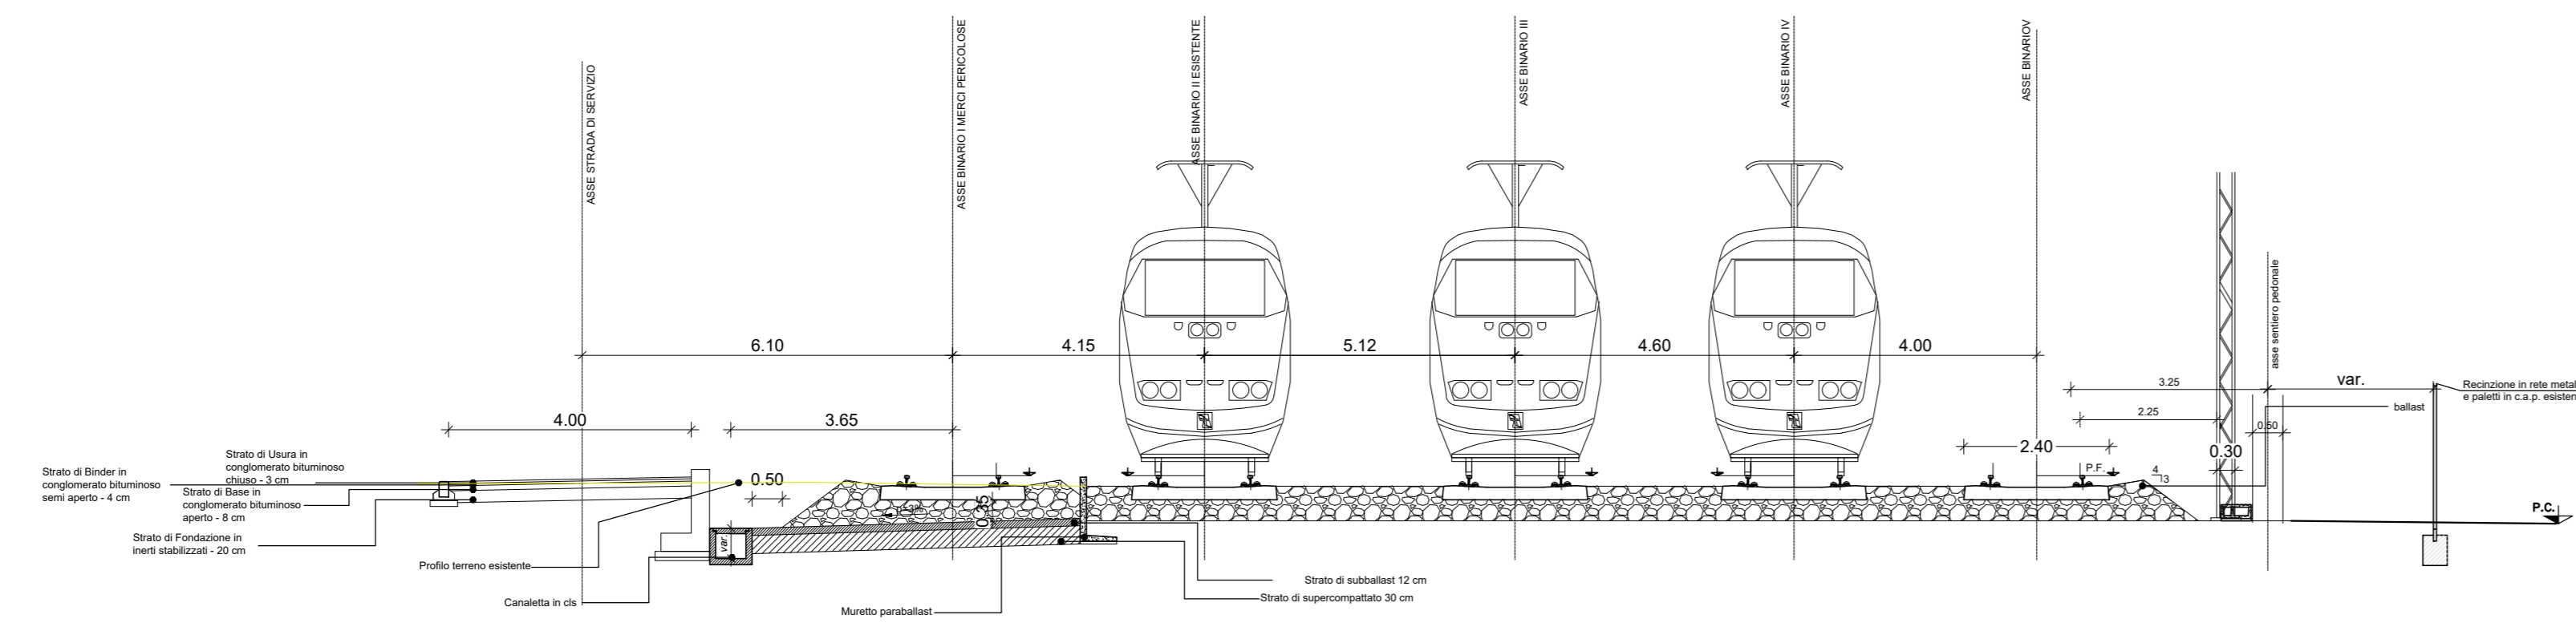 ASSE STRADA DI SERVIZIO
ASSE BINARIO I MERCI PERICOLOSE
ASSE BINARIO II ESISTENTE
ASSE BINARIO III
ASSE BINARIO IV
ASSE BINARIOV
asse sentiero pedonale
6.10
4.15
5.12
4.60
4.00
3.25
var.
Recinzione in rete metal
e paletti in c.a.p. esisten
ballast
2.25
0.50
4.00
3.65
2.40
0.30
P.F.
4
3
Strato di Usura in
conglomerato bituminoso
chiuso - 3 cm
Strato di Binder in
conglomerato bituminoso
semi aperto - 4 cm
Strato di Base in
conglomerato bituminoso
aperto - 8 cm
Strato di Fondazione in
inerti stabilizzati - 20 cm
0.50
0.35
var.
P.C.
Profilo terreno esistente
Canaletta in cls
Muretto paraballast
Strato di subballast 12 cm
Strato di supercompattato 30 cm